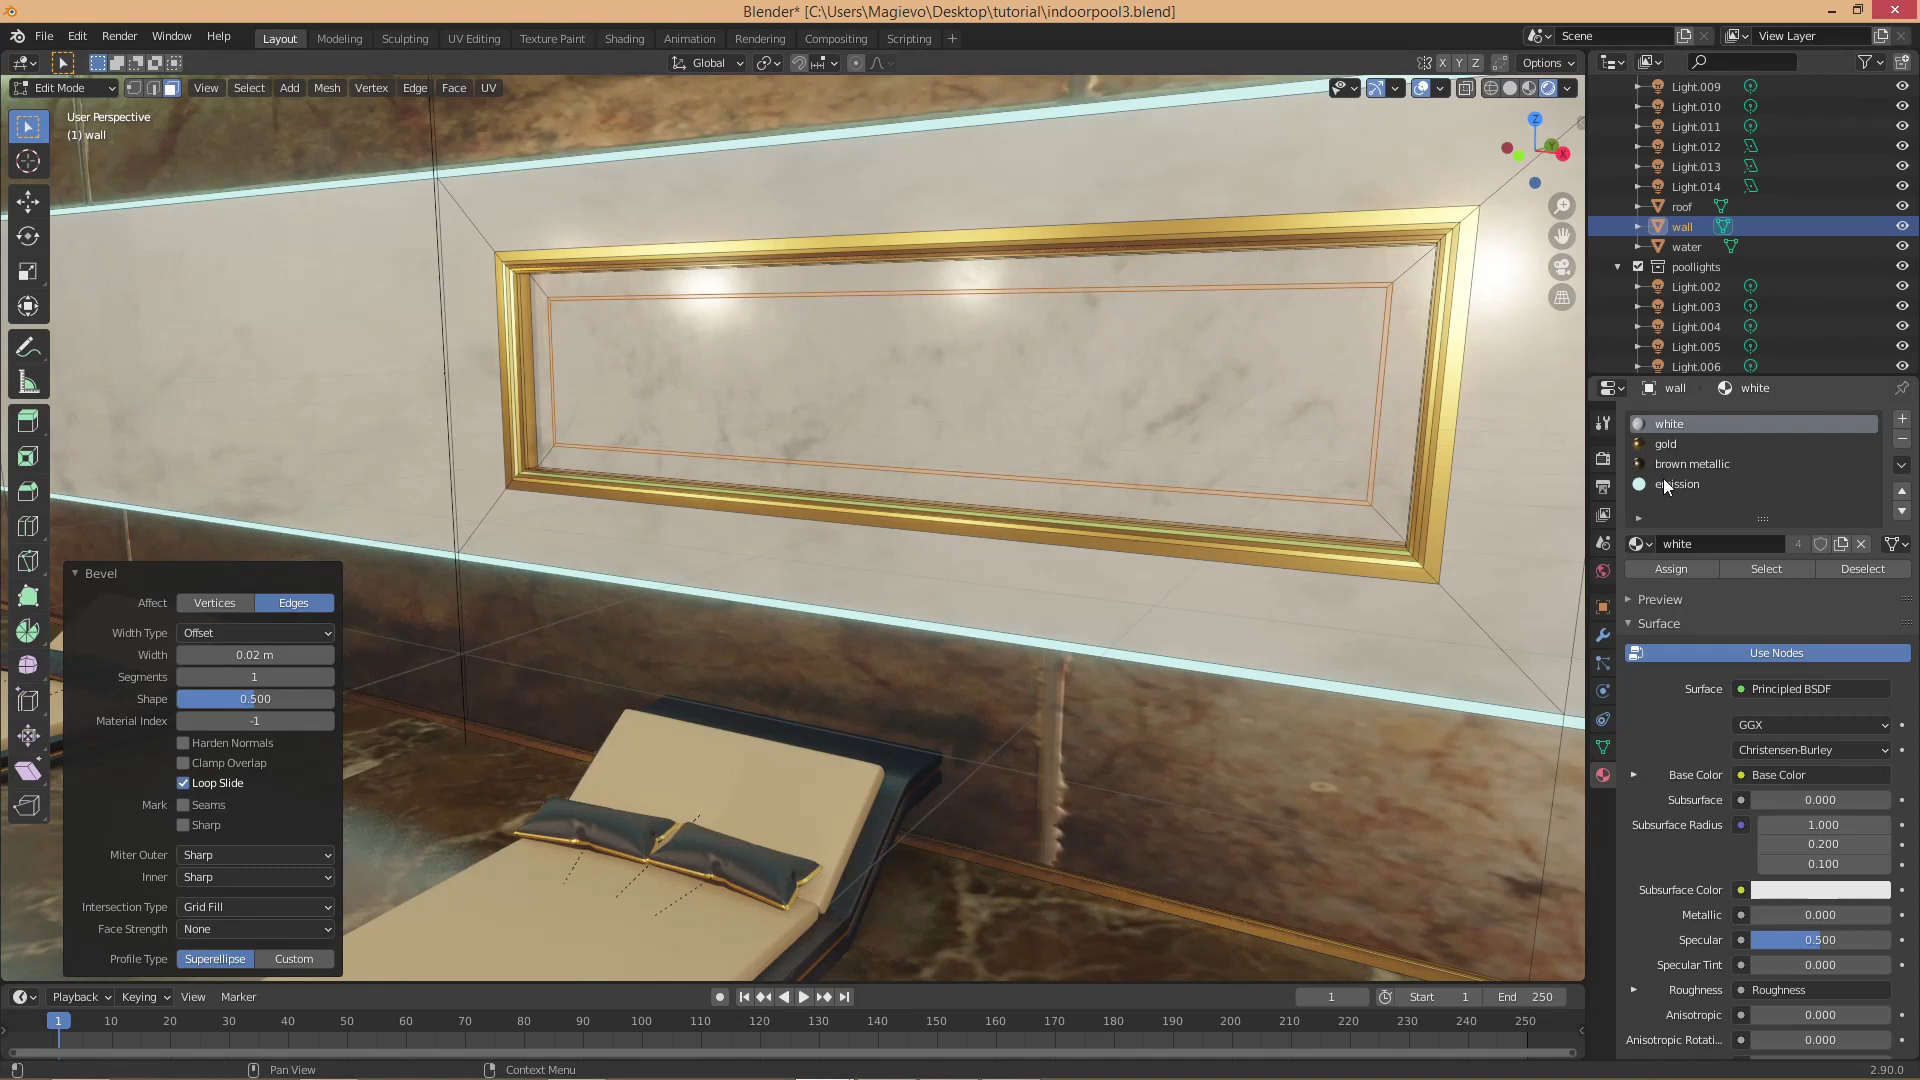 Blender* [C:\Users\Magievo\Desktop\tutorial\indoorpool3.blend]
File Edit Render Window Help
Layout Modeling Sculpting UV Editing Texture Paint Shading Animation Rendering Compositing Scripting +
Scene View Layer
Global X Y Z Options
Edit Mode View Select Add Mesh Vertex Edge Face UV
User Perspective
(1) wall
Z
Y
X
Light.009
Light.010
Light.011
Light.012
Light.013
Light.014
roof
wall
water
poollights
Light.002
Light.003
Light.004
Light.005
Light.006
wall white
white
gold
brown metallic
emission
white 4
Assign Select Deselect
Preview
Surface
Use Nodes
Surface Principled BSDF
GGX
Christensen-Burley
Base Color Base Color
Subsurface 0.000
Subsurface Radius 1.000
0.200
0.100
Subsurface Color
Metallic 0.000
Specular 0.500
Specular Tint 0.000
Roughness Roughness
Anisotropic 0.000
Anisotropic Rotati... 0.000
Bevel
Affect Vertices Edges
Width Type Offset
Width 0.02 m
Segments 1
Shape 0.500
Material Index -1
Harden Normals
Clamp Overlap
Loop Slide
Mark Seams
Sharp
Miter Outer Sharp
Inner Sharp
Intersection Type Grid Fill
Face Strength None
Profile Type Superellipse Custom
Playback Keying View Marker
1 Start 1 End 250
1 10 20 30 40 50 60 70 80 90 100 110 120 130 140 150 160 170 180 190 200 210 220 230 240 250
Pan View Context Menu 2.90.0